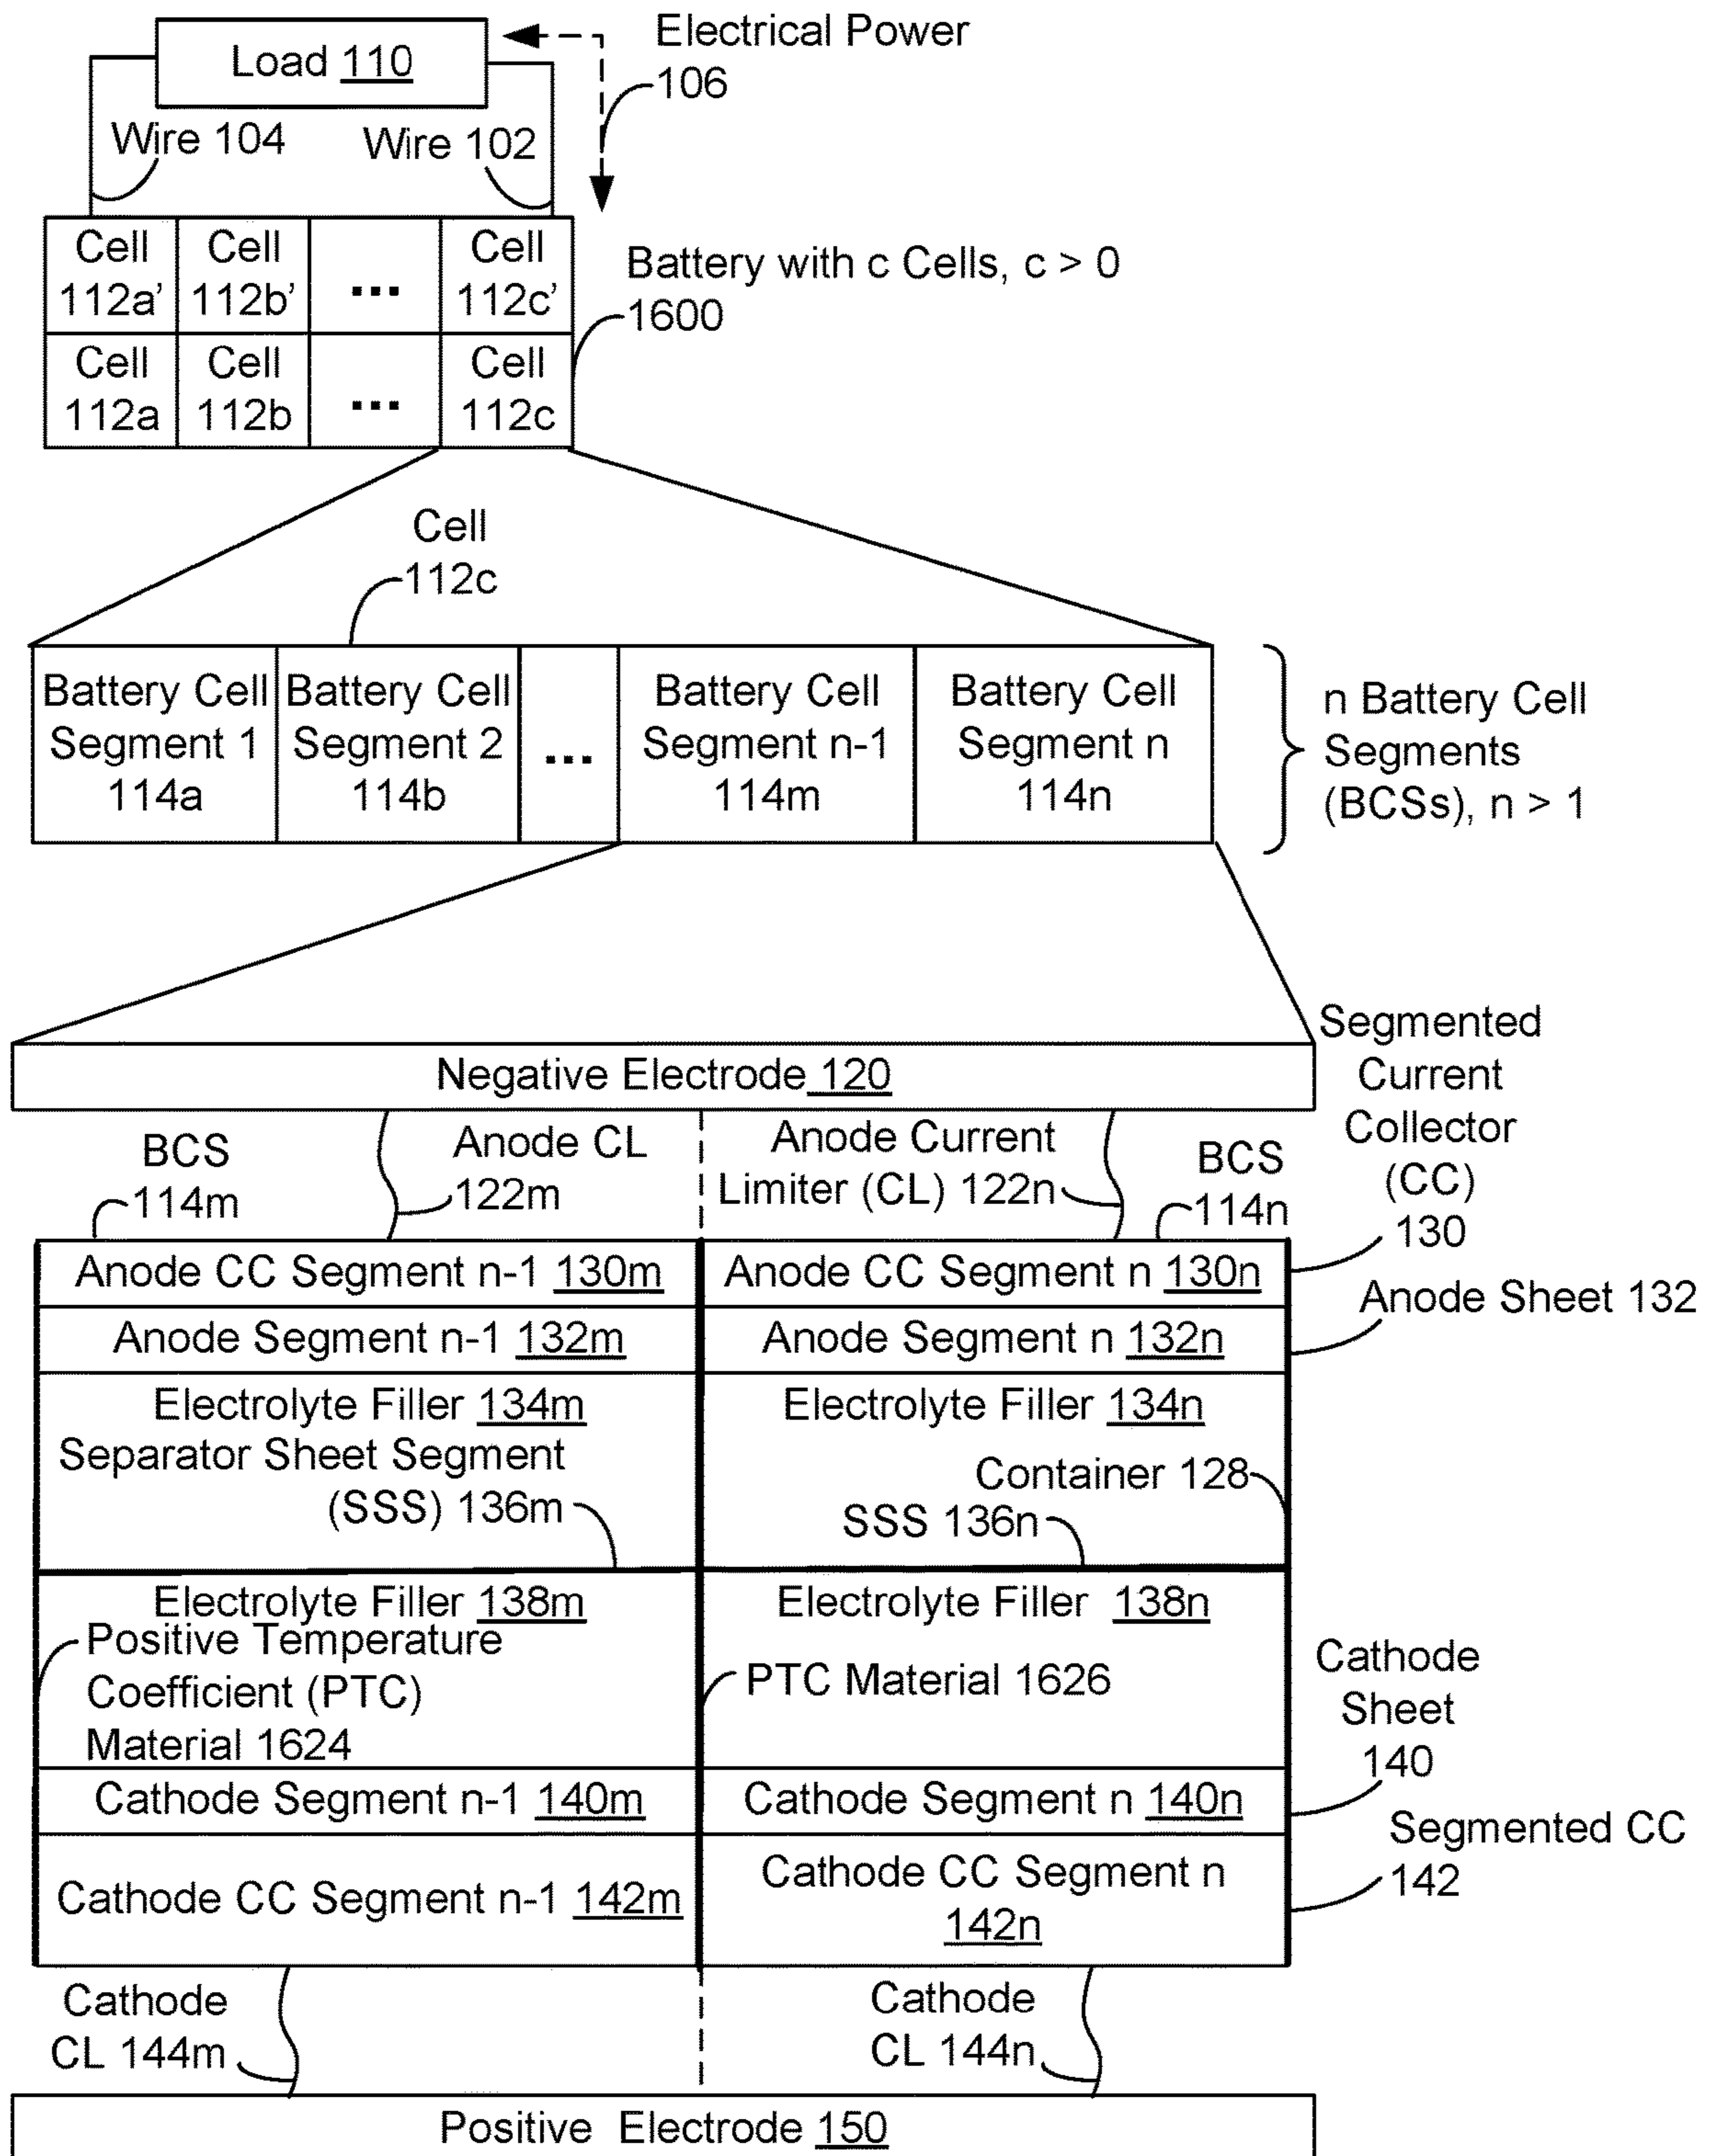 Electrical Power
106
Load 110
Wire 104
Wire 102
Cell
112a’
Cell
112b’
...
Cell
112c’
Battery with c Cells, c > 0
1600
Cell
112a
Cell
112b
...
Cell
112c
Cell
112c
Battery Cell
Segment 1
114a
Battery Cell
Segment 2
114b
...
Battery Cell
Segment n-1
114m
Battery Cell
Segment n
114n
n Battery Cell
Segments
(BCSs), n > 1
Negative Electrode 120
Segmented
Current
Collector
(CC)
130
BCS
114m
Anode CL
122m
Anode Current
Limiter (CL) 122n
BCS
114n
Anode CC Segment n-1 130m
Anode CC Segment n 130n
Anode Sheet 132
Anode Segment n-1 132m
Anode Segment n 132n
Electrolyte Filler 134m
Electrolyte Filler 134n
Separator Sheet Segment
(SSS) 136m
Container 128
SSS 136n
Electrolyte Filler 138m
Electrolyte Filler 138n
Positive Temperature
Coefficient (PTC)
Material 1624
PTC Material 1626
Cathode
Sheet
140
Cathode Segment n-1 140m
Cathode Segment n 140n
Segmented CC
142
Cathode CC Segment n-1 142m
Cathode CC Segment n
142n
Cathode
CL 144m
Cathode
CL 144n
Positive Electrode 150